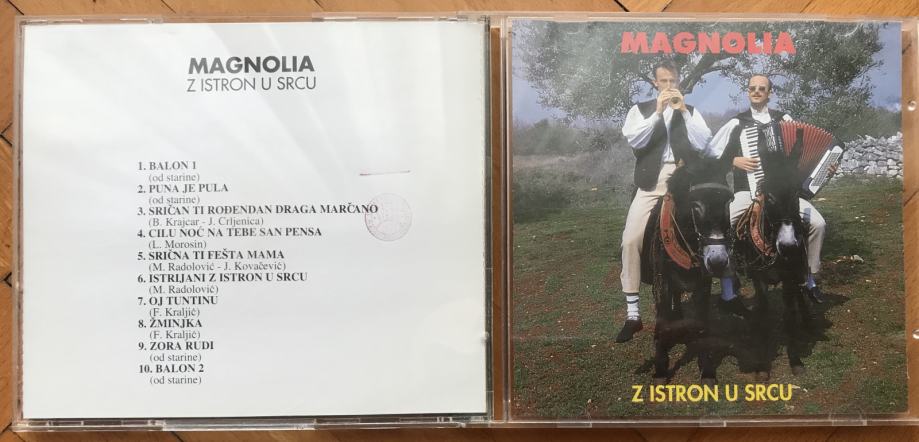 MAGNOLIA
Z ISTRON U SRCU
1. BALON 1
(od starine)
2. PUNA JE PULA
(od starine)
3. SRIČAN TI ROĐENDAN DRAGA MARČANO
(B. Krajcar - J. Črljenica)
4. CILU NOĆ NA TEBE SAN PENSA
(L. Morosin)
5. SRIČNA TI FEŠTA MAMA
(M. Radolović - J. Kovačević)
6. ISTRIJANI Z ISTRON U SRCU
(M. Radolović)
7. OJ TUNTINU
(F. Kraljić)
8. ŽMINJKA
(F. Kraljić)
9. ZORA RUDI
(od starine)
10. BALON 2
(od starine)
MAGNOLIA
Z ISTRON U SRCU